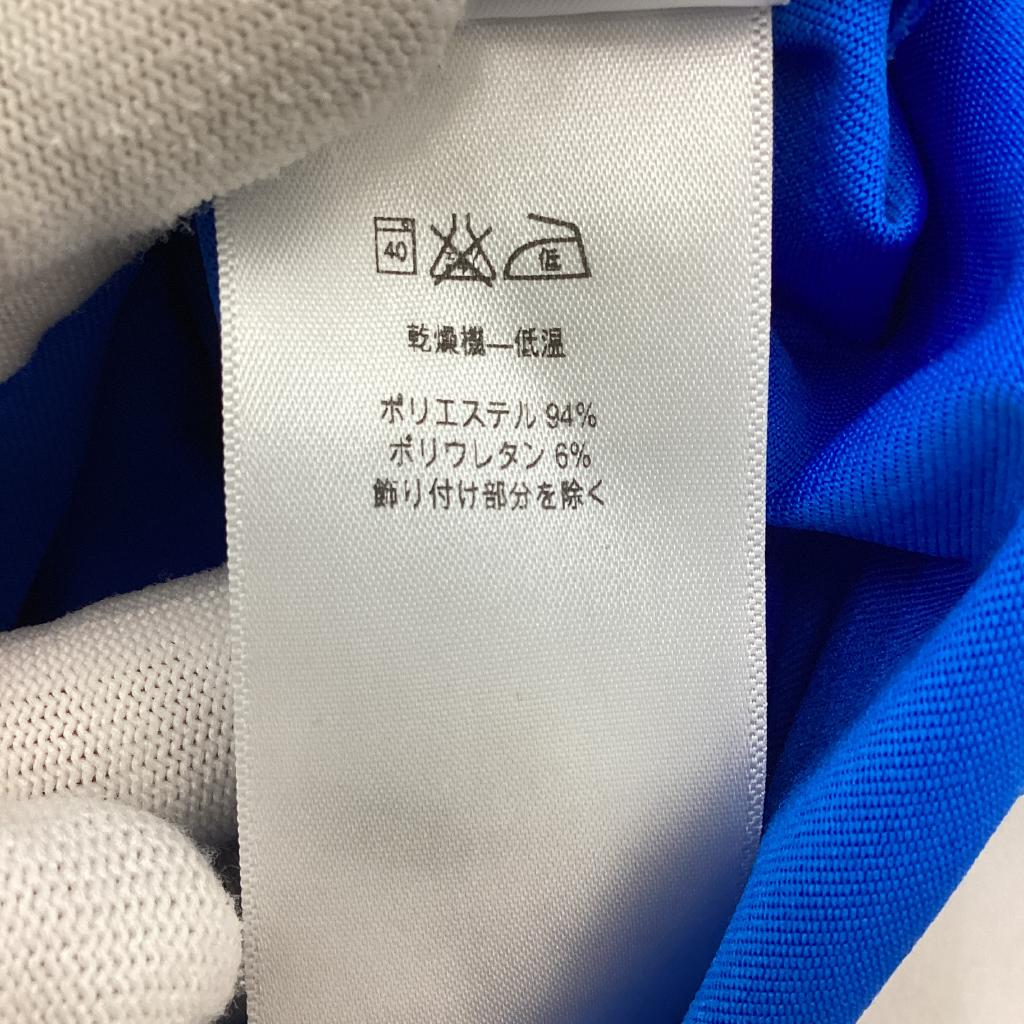 40 低
乾燥機—低温
ポリエステル 94%
ポリウレタン 6%
飾り付け部分を除く